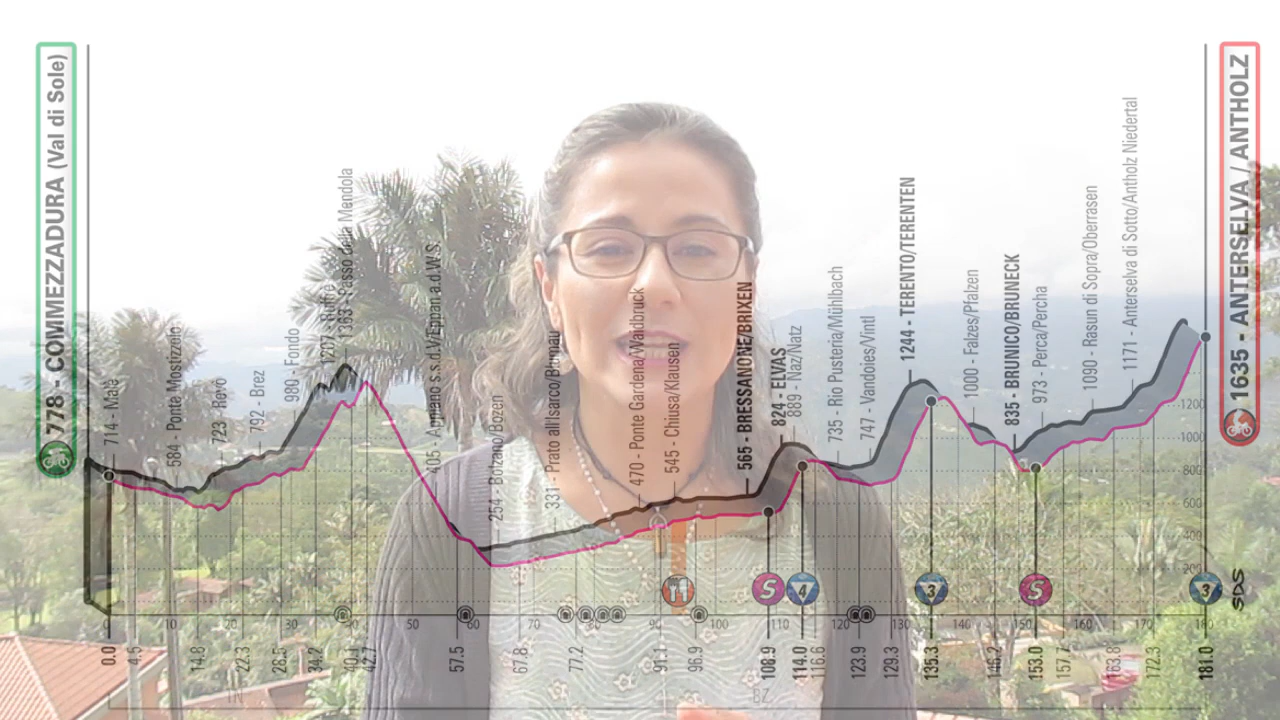 778 - COMMEZZADURA (Val di Sole)
714 - Malè
584 - Ponte Mostizzolo
723 - Revò
792 - Brez
980 - Fondo
1363 - Passo della Mendola
405 - Appiano s.s.d.V./Eppan a.d.W.S.
254 - Bolzano/Bozen
331 - Prato all'Isarco/Blumau
470 - Ponte Gardena/Waidbruck
545 - Chiusa/Klausen
565 - BRESSANONE/BRIXEN
824 - ELVAS
889 - Naz/Natz
735 - Rio Pusteria/Mühlbach
747 - Vandoies/Vintl
1244 - TERENTO/TERENTEN
1000 - Falzes/Pfalzen
835 - BRUNICO/BRUNECK
973 - Perca/Percha
1090 - Rasun di Sopra/Oberrasen
1171 - Anterselva di Sotto/Antholz Niedertal
1635 - ANTERSELVA / ANTHOLZ
1200
1000
800
600
400
200
S 4 3 S 3
SDS
0 10 20 30 40 50 60 70 80 90 100 110 120 130 140 150 160 170 180
0.0 4.5 14.8 22.3 28.5 34.2 40.1 42.7 57.5 67.8 77.2 91.1 96.9 108.9 114.0 116.6 123.9 129.3 135.3 146.2 153.0 157.7 163.8 172.3 181.0
TN BZ